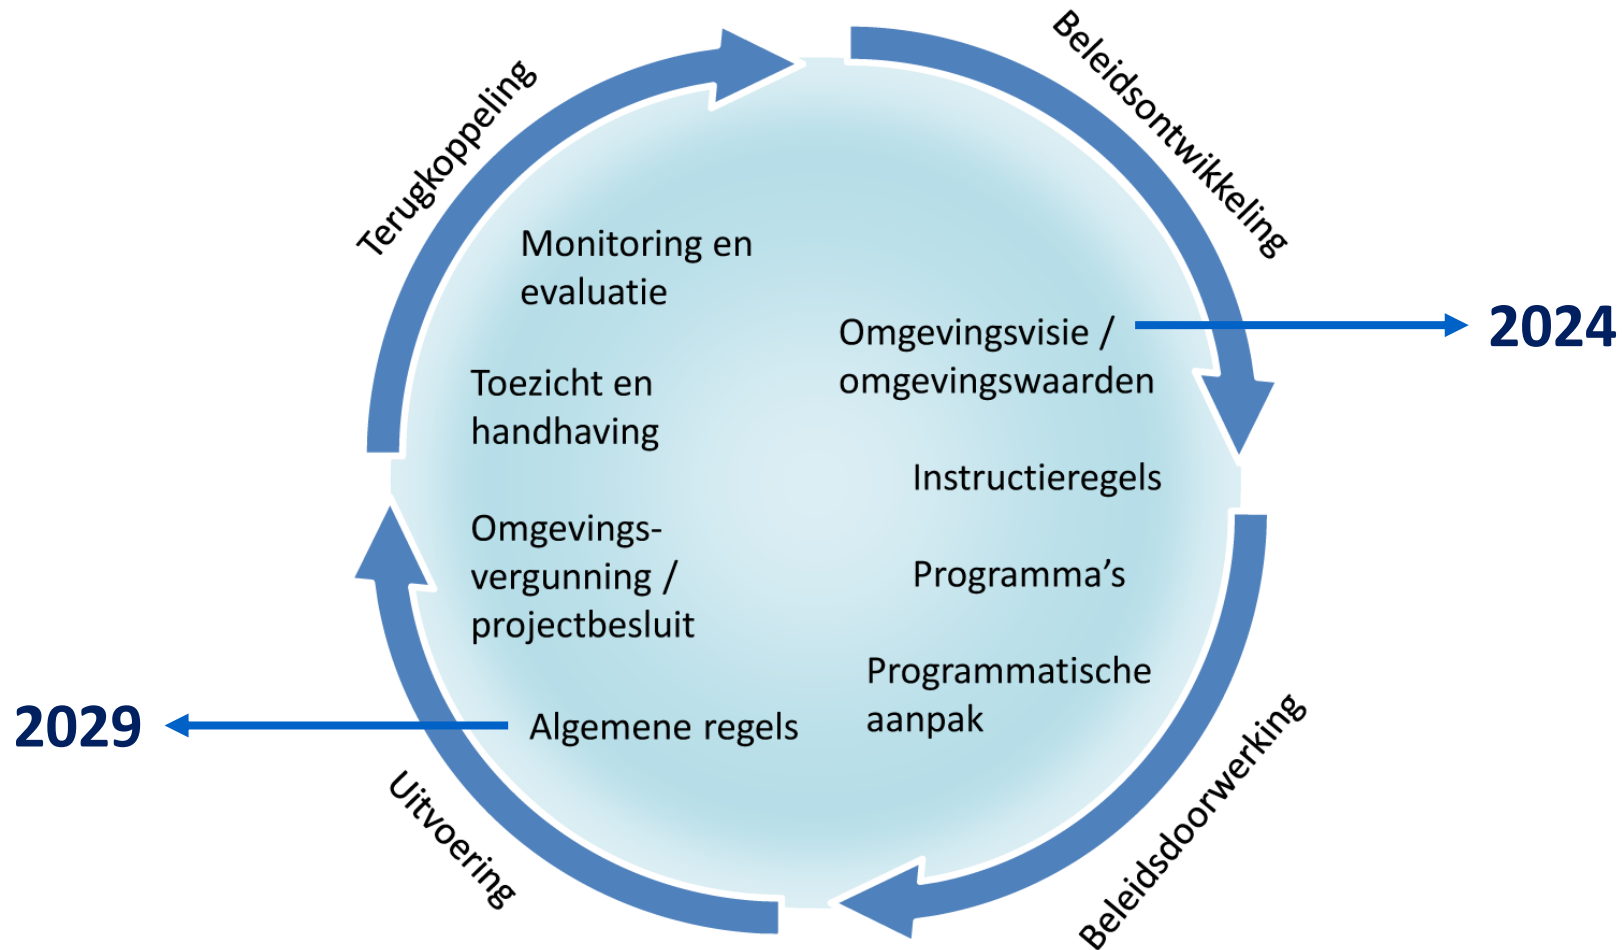 Terugkoppeling
Beleidsontwikkeling
Monitoring en
evaluatie
Omgevingsvisie /
omgevingswaarden
2024
Toezicht en
handhaving
Instructieregels
Omgevings-
vergunning /
projectbesluit
Programma’s
Programmatische
aanpak
2029
Algemene regels
Uitvoering
Beleidsdoorwerking